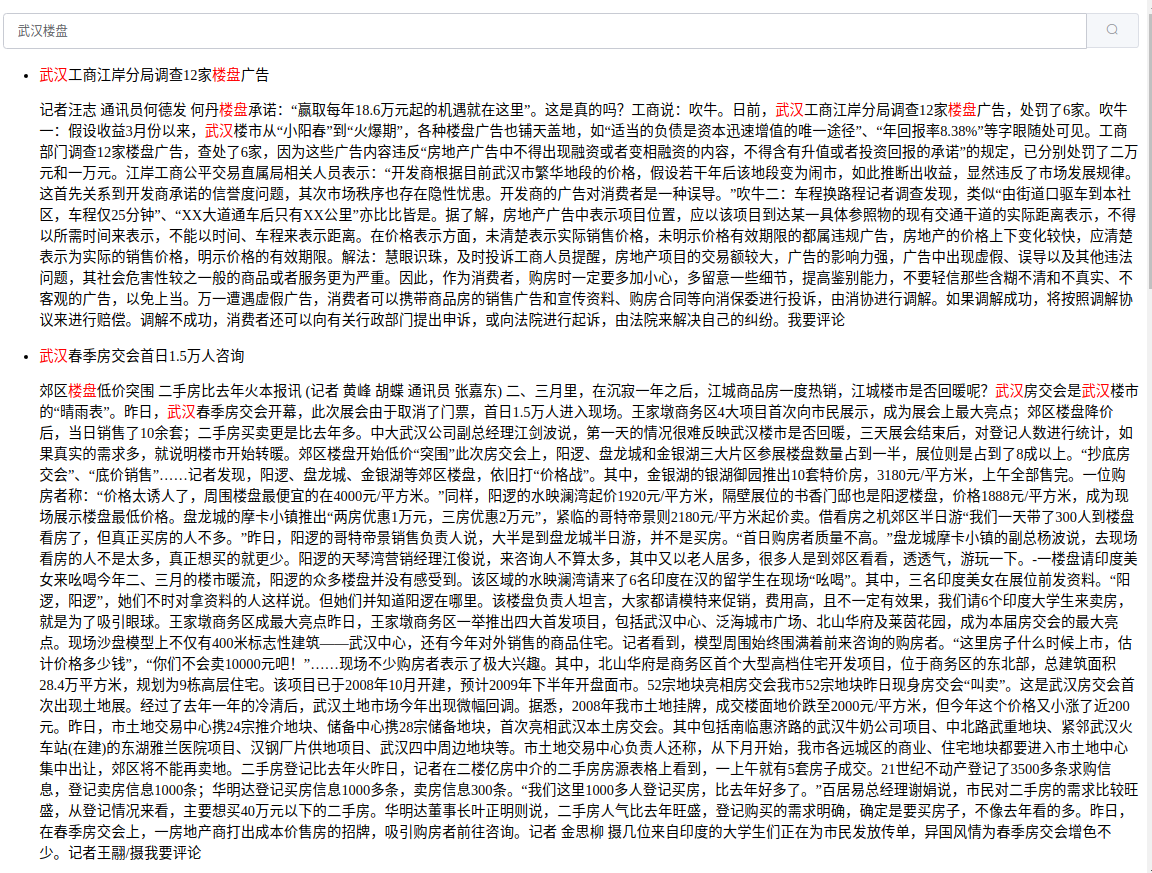 武汉楼盘
武汉工商江岸分局调查12家楼盘广告
记者汪志 通讯员何德发 何丹楼盘承诺：“赢取每年18.6万元起的机遇就在这里”。这是真的吗？工商说：吹牛。日前，武汉工商江岸分局调查12家楼盘广告，处罚了6家。吹牛
一：假设收益3月份以来，武汉楼市从“小阳春”到“火爆期”，各种楼盘广告也铺天盖地，如“适当的负债是资本迅速增值的唯一途径”、“年回报率8.38%”等字眼随处可见。工商
部门调查12家楼盘广告，查处了6家，因为这些广告内容违反“房地产广告中不得出现融资或者变相融资的内容，不得含有升值或者投资回报的承诺”的规定，已分别处罚了二万
元和一万元。江岸工商公平交易直属局相关人员表示：“开发商根据目前武汉市繁华地段的价格，假设若干年后该地段变为闹市，如此推断出收益，显然违反了市场发展规律。
这首先关系到开发商承诺的信誉度问题，其次市场秩序也存在隐性忧患。开发商的广告对消费者是一种误导。”吹牛二：车程换路程记者调查发现，类似“由街道口驱车到本社
区，车程仅25分钟”、“XX大道通车后只有XX公里”亦比比皆是。据了解，房地产广告中表示项目位置，应以该项目到达某一具体参照物的现有交通干道的实际距离表示，不得
以所需时间来表示，不能以时间、车程来表示距离。在价格表示方面，未清楚表示实际销售价格，未明示价格有效期限的都属违规广告，房地产的价格上下变化较快，应清楚
表示为实际的销售价格，明示价格的有效期限。解法：慧眼识珠，及时投诉工商人员提醒，房地产项目的交易额较大，广告的影响力强，广告中出现虚假、误导以及其他违法
问题，其社会危害性较之一般的商品或者服务更为严重。因此，作为消费者，购房时一定要多加小心，多留意一些细节，提高鉴别能力，不要轻信那些含糊不清和不真实、不
客观的广告，以免上当。万一遭遇虚假广告，消费者可以携带商品房的销售广告和宣传资料、购房合同等向消保委进行投诉，由消协进行调解。如果调解成功，将按照调解协
议来进行赔偿。调解不成功，消费者还可以向有关行政部门提出申诉，或向法院进行起诉，由法院来解决自己的纠纷。我要评论
武汉春季房交会首日1.5万人咨询
郊区楼盘低价突围 二手房比去年火本报讯 (记者 黄峰 胡蝶 通讯员 张嘉东) 二、三月里，在沉寂一年之后，江城商品房一度热销，江城楼市是否回暖呢？武汉房交会是武汉楼市
的“晴雨表”。昨日，武汉春季房交会开幕，此次展会由于取消了门票，首日1.5万人进入现场。王家墩商务区4大项目首次向市民展示，成为展会上最大亮点；郊区楼盘降价
后，当日销售了10余套；二手房买卖更是比去年多。中大武汉公司副总经理江剑波说，第一天的情况很难反映武汉楼市是否回暖，三天展会结束后，对登记人数进行统计，如
果真实的需求多，就说明楼市开始转暖。郊区楼盘开始低价“突围”此次房交会上，阳逻、盘龙城和金银湖三大片区参展楼盘数量占到一半，展位则是占到了8成以上。“抄底房
交会”、“底价销售”……记者发现，阳逻、盘龙城、金银湖等郊区楼盘，依旧打“价格战”。其中，金银湖的银湖御园推出10套特价房，3180元/平方米，上午全部售完。一位购
房者称：“价格太诱人了，周围楼盘最便宜的在4000元/平方米。”同样，阳逻的水映澜湾起价1920元/平方米，隔壁展位的书香门邸也是阳逻楼盘，价格1888元/平方米，成为现
场展示楼盘最低价格。盘龙城的摩卡小镇推出“两房优惠1万元，三房优惠2万元”，紧临的哥特帝景则2180元/平方米起价卖。借看房之机郊区半日游“我们一天带了300人到楼盘
看房了，但真正买房的人不多。”昨日，阳逻的哥特帝景销售负责人说，大半是到盘龙城半日游，并不是买房。“首日购房者质量不高。”盘龙城摩卡小镇的副总杨波说，去现场
看房的人不是太多，真正想买的就更少。阳逻的天琴湾营销经理江俊说，来咨询人不算太多，其中又以老人居多，很多人是到郊区看看，透透气，游玩一下。-一楼盘请印度美
女来吆喝今年二、三月的楼市暖流，阳逻的众多楼盘并没有感受到。该区域的水映澜湾请来了6名印度在汉的留学生在现场“吆喝”。其中，三名印度美女在展位前发资料。“阳
逻，阳逻”，她们不时对拿资料的人这样说。但她们并知道阳逻在哪里。该楼盘负责人坦言，大家都请模特来促销，费用高，且不一定有效果，我们请6个印度大学生来卖房，
就是为了吸引眼球。王家墩商务区成最大亮点昨日，王家墩商务区一举推出四大首发项目，包括武汉中心、泛海城市广场、北山华府及莱茵花园，成为本届房交会的最大亮
点。现场沙盘模型上不仅有400米标志性建筑——武汉中心，还有今年对外销售的商品住宅。记者看到，模型周围始终围满着前来咨询的购房者。“这里房子什么时候上市，估
计价格多少钱”，“你们不会卖10000元吧！”……现场不少购房者表示了极大兴趣。其中，北山华府是商务区首个大型高档住宅开发项目，位于商务区的东北部，总建筑面积
28.4万平方米，规划为9栋高层住宅。该项目已于2008年10月开建，预计2009年下半年开盘面市。52宗地块亮相房交会我市52宗地块昨日现身房交会“叫卖”。这是武汉房交会首
次出现土地展。经过了去年一年的冷清后，武汉土地市场今年出现微幅回调。据悉，2008年我市土地挂牌，成交楼面地价跌至2000元/平方米，但今年这个价格又小涨了近200
元。昨日，市土地交易中心携24宗推介地块、储备中心携28宗储备地块，首次亮相武汉本土房交会。其中包括南临惠济路的武汉牛奶公司项目、中北路武重地块、紧邻武汉火
车站(在建)的东湖雅兰医院项目、汉钢厂片供地项目、武汉四中周边地块等。市土地交易中心负责人还称，从下月开始，我市各远城区的商业、住宅地块都要进入市土地中心
集中出让，郊区将不能再卖地。二手房登记比去年火昨日，记者在二楼亿房中介的二手房房源表格上看到，一上午就有5套房子成交。21世纪不动产登记了3500多条求购信
息，登记卖房信息1000条；华明达登记买房信息1000多条，卖房信息300条。“我们这里1000多人登记买房，比去年好多了。”百居易总经理谢娟说，市民对二手房的需求比较旺
盛，从登记情况来看，主要想买40万元以下的二手房。华明达董事长叶正明则说，二手房人气比去年旺盛，登记购买的需求明确，确定是要买房子，不像去年看的多。昨日，
在春季房交会上，一房地产商打出成本价售房的招牌，吸引购房者前往咨询。记者 金思柳 摄几位来自印度的大学生们正在为市民发放传单，异国风情为春季房交会增色不
少。记者王翮/摄我要评论